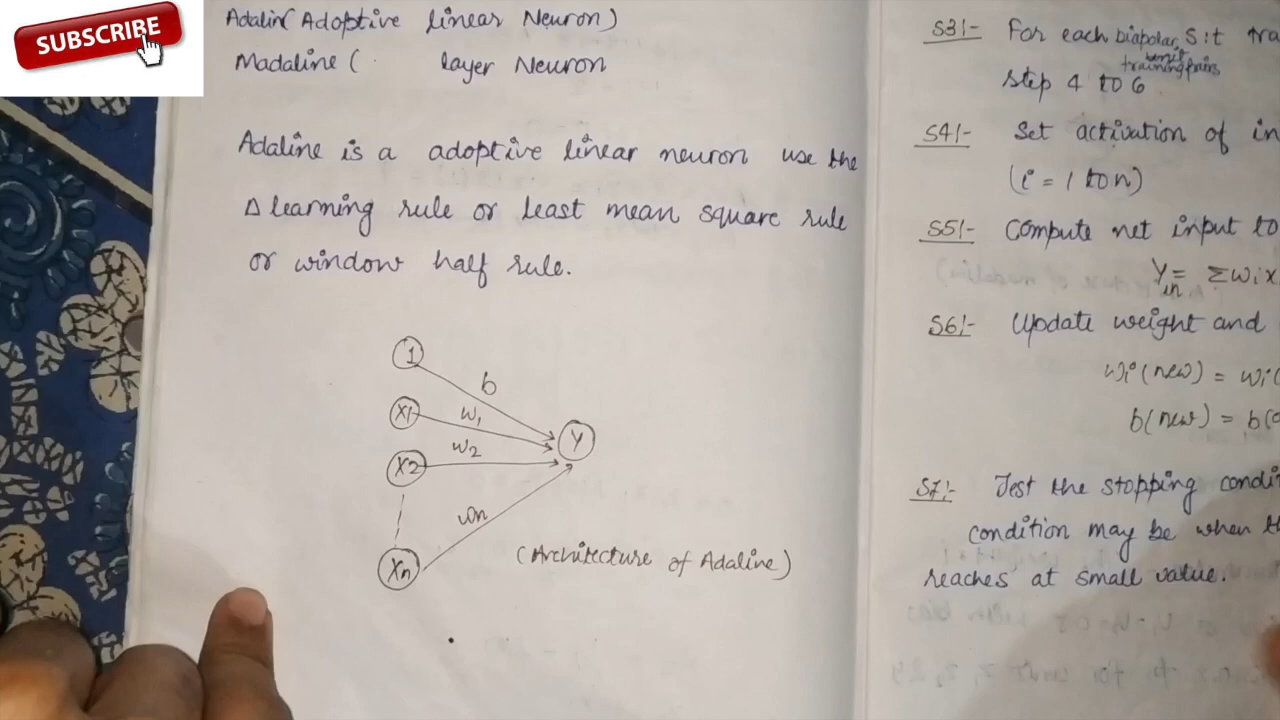 SUBSCRIBE
Adalin( Adoptive linear Neuron)
Madaline ( layer Neuron
Adaline is a adoptive linear neuron use the
Δ learning rule or least mean square rule
or window half rule.
1
b
X1
w1
w2
Y
X2
wn
Xn
(Architecture of Adaline)
S3:- For each biapolar S:t
training pairs
step 4 to 6
S4:- Set activation of
(i = 1 to n)
S5:- Compute net input to
Yin = Σwix
S6:- Update weight and
wi(new) = wi(
b(new) = b(
S7:- Test the stopping
condition may be when
reaches at small value.